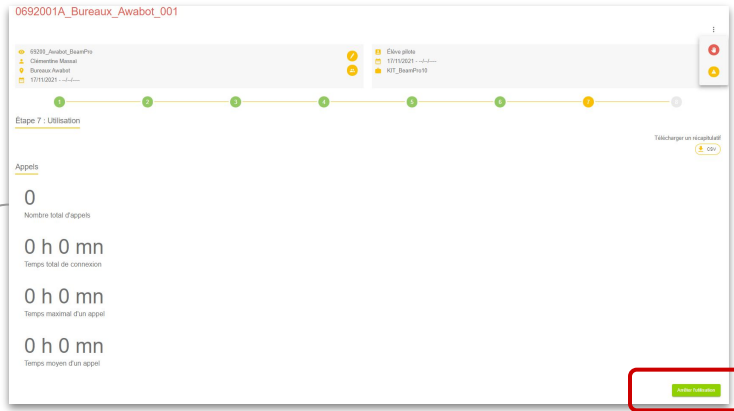 0692001A_Bureaux_Awabot_001
69200_Awabot_BeamPro
Clémentine Massat
Bureaux Awabot
17/11/2021 - --/--/----
Élève pilote
17/11/2021 - --/--/----
KIT_BeamPro10
1 2 3 4 5 6 7 8
Étape 7 : Utilisation
Télécharger un récapitulatif
CSV
Appels
0
Nombre total d'appels
0 h 0 mn
Temps total de connexion
0 h 0 mn
Temps maximal d'un appel
0 h 0 mn
Temps moyen d'un appel
Arrêter l'utilisation